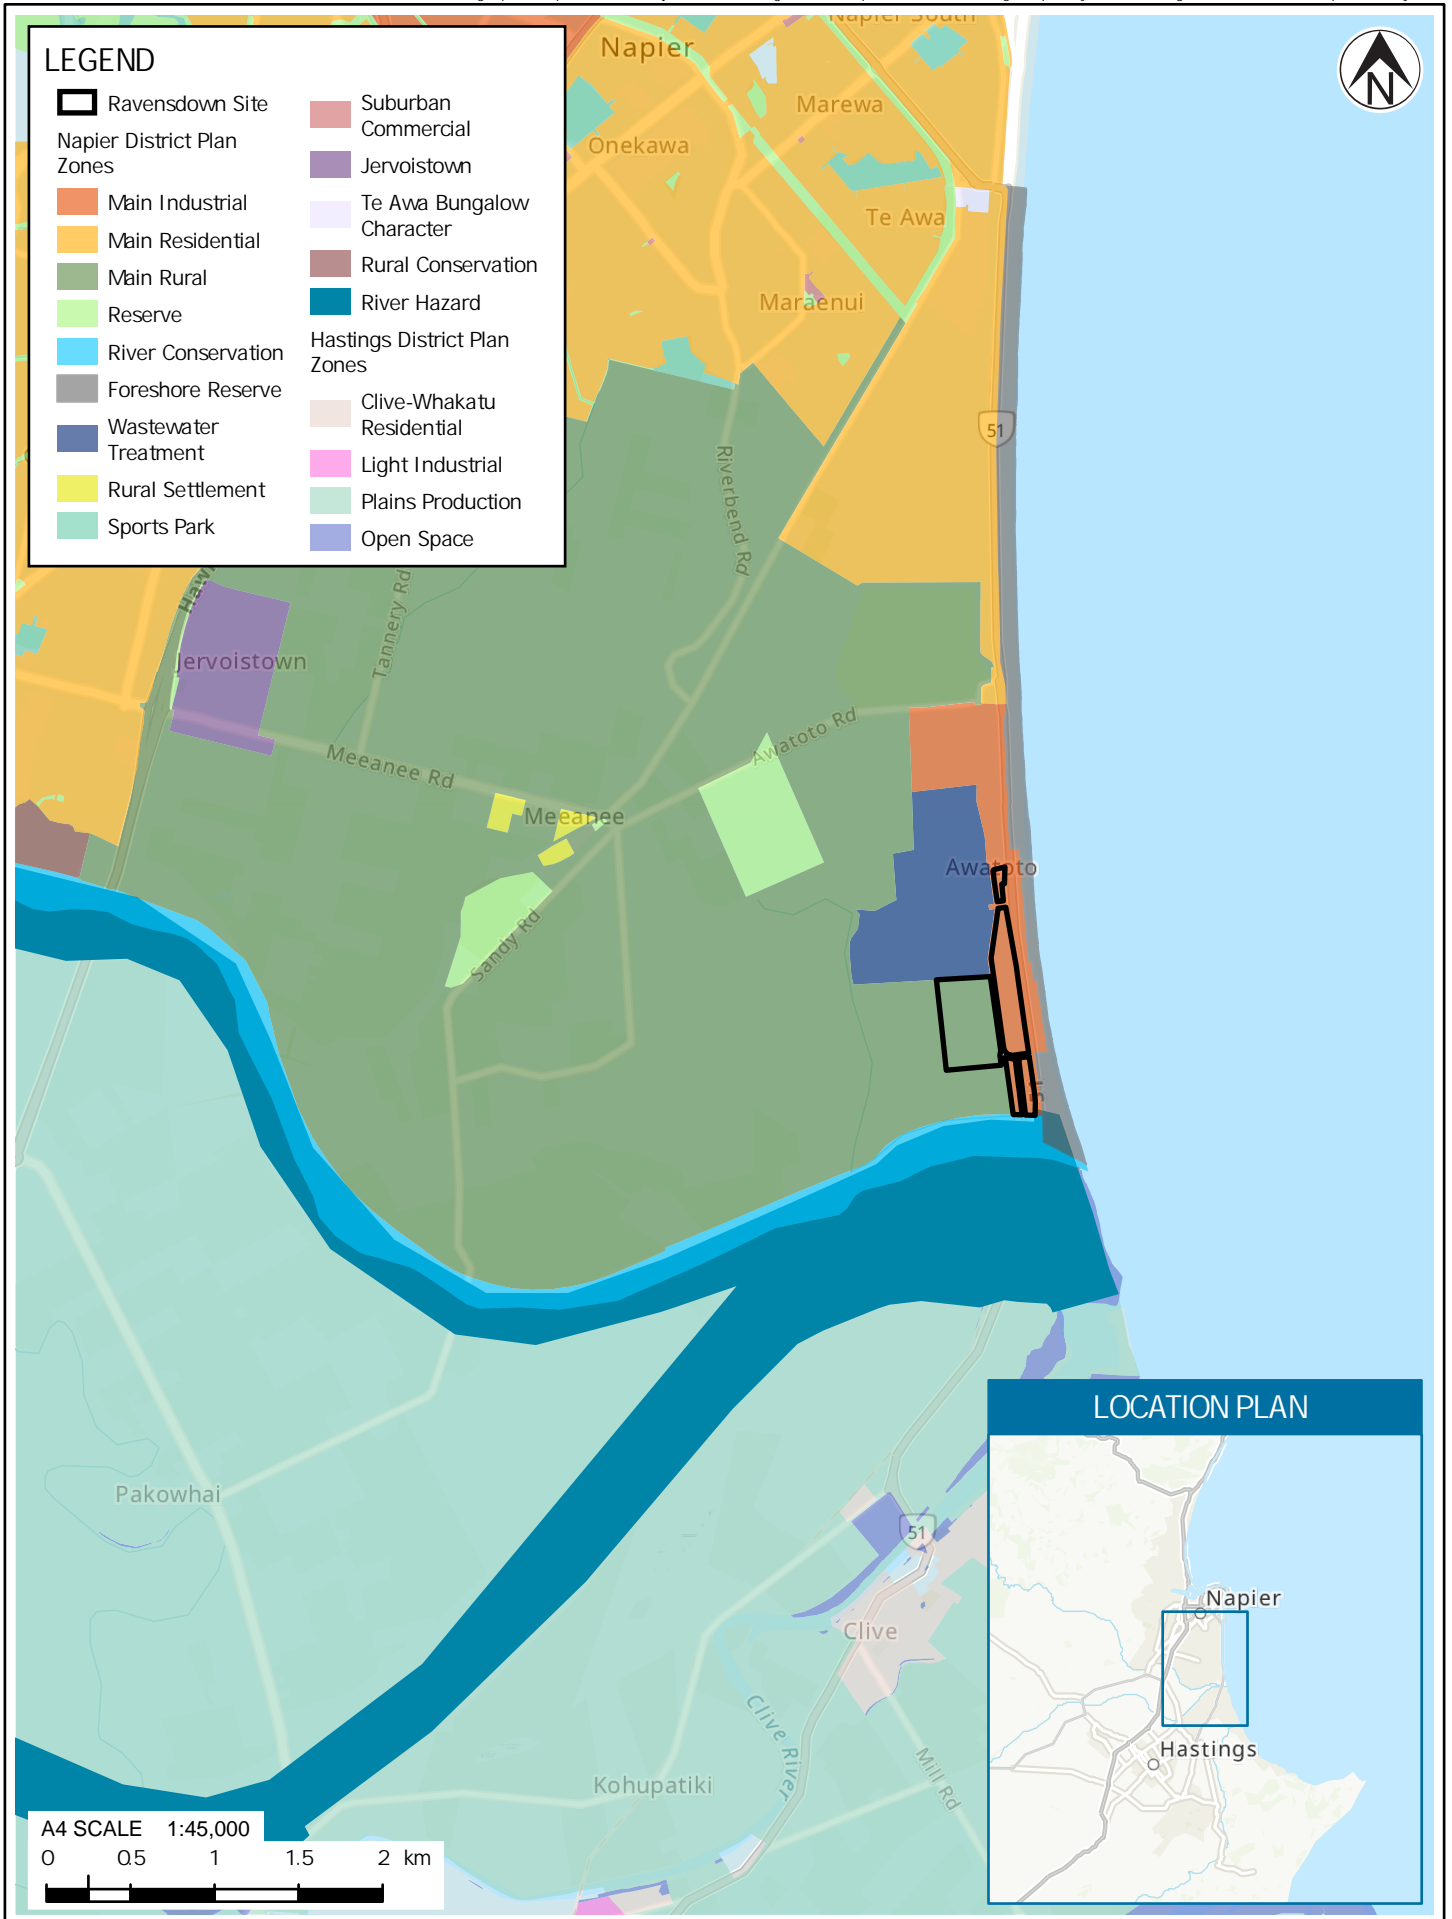 LEGEND
Ravensdown Site
Napier District Plan
Zones
Main Industrial
Main Residential
Main Rural
Reserve
River Conservation
Foreshore Reserve
Wastewater
Treatment
Rural Settlement
Sports Park
Suburban
Commercial
Jervoistown
Te Awa Bungalow
Character
Rural Conservation
River Hazard
Hastings District Plan
Zones
Clive-Whakatu
Residential
Light Industrial
Plains Production
Open Space
N
Napier South
Napier
Marewa
Onekawa
Te Awa
Maraenui
51
Riverbend Rd
Tannery Rd
Jervoistown
Awatoto Rd
Meeanee Rd
Meeanee
Awatoto
Sandy Rd
51
Pakowhai
51
Clive
Clive River
Mill Rd
Kohupatiki
LOCATION PLAN
Napier
Hastings
A4 SCALE 1:45,000
0 0.5 1 1.5 2 km